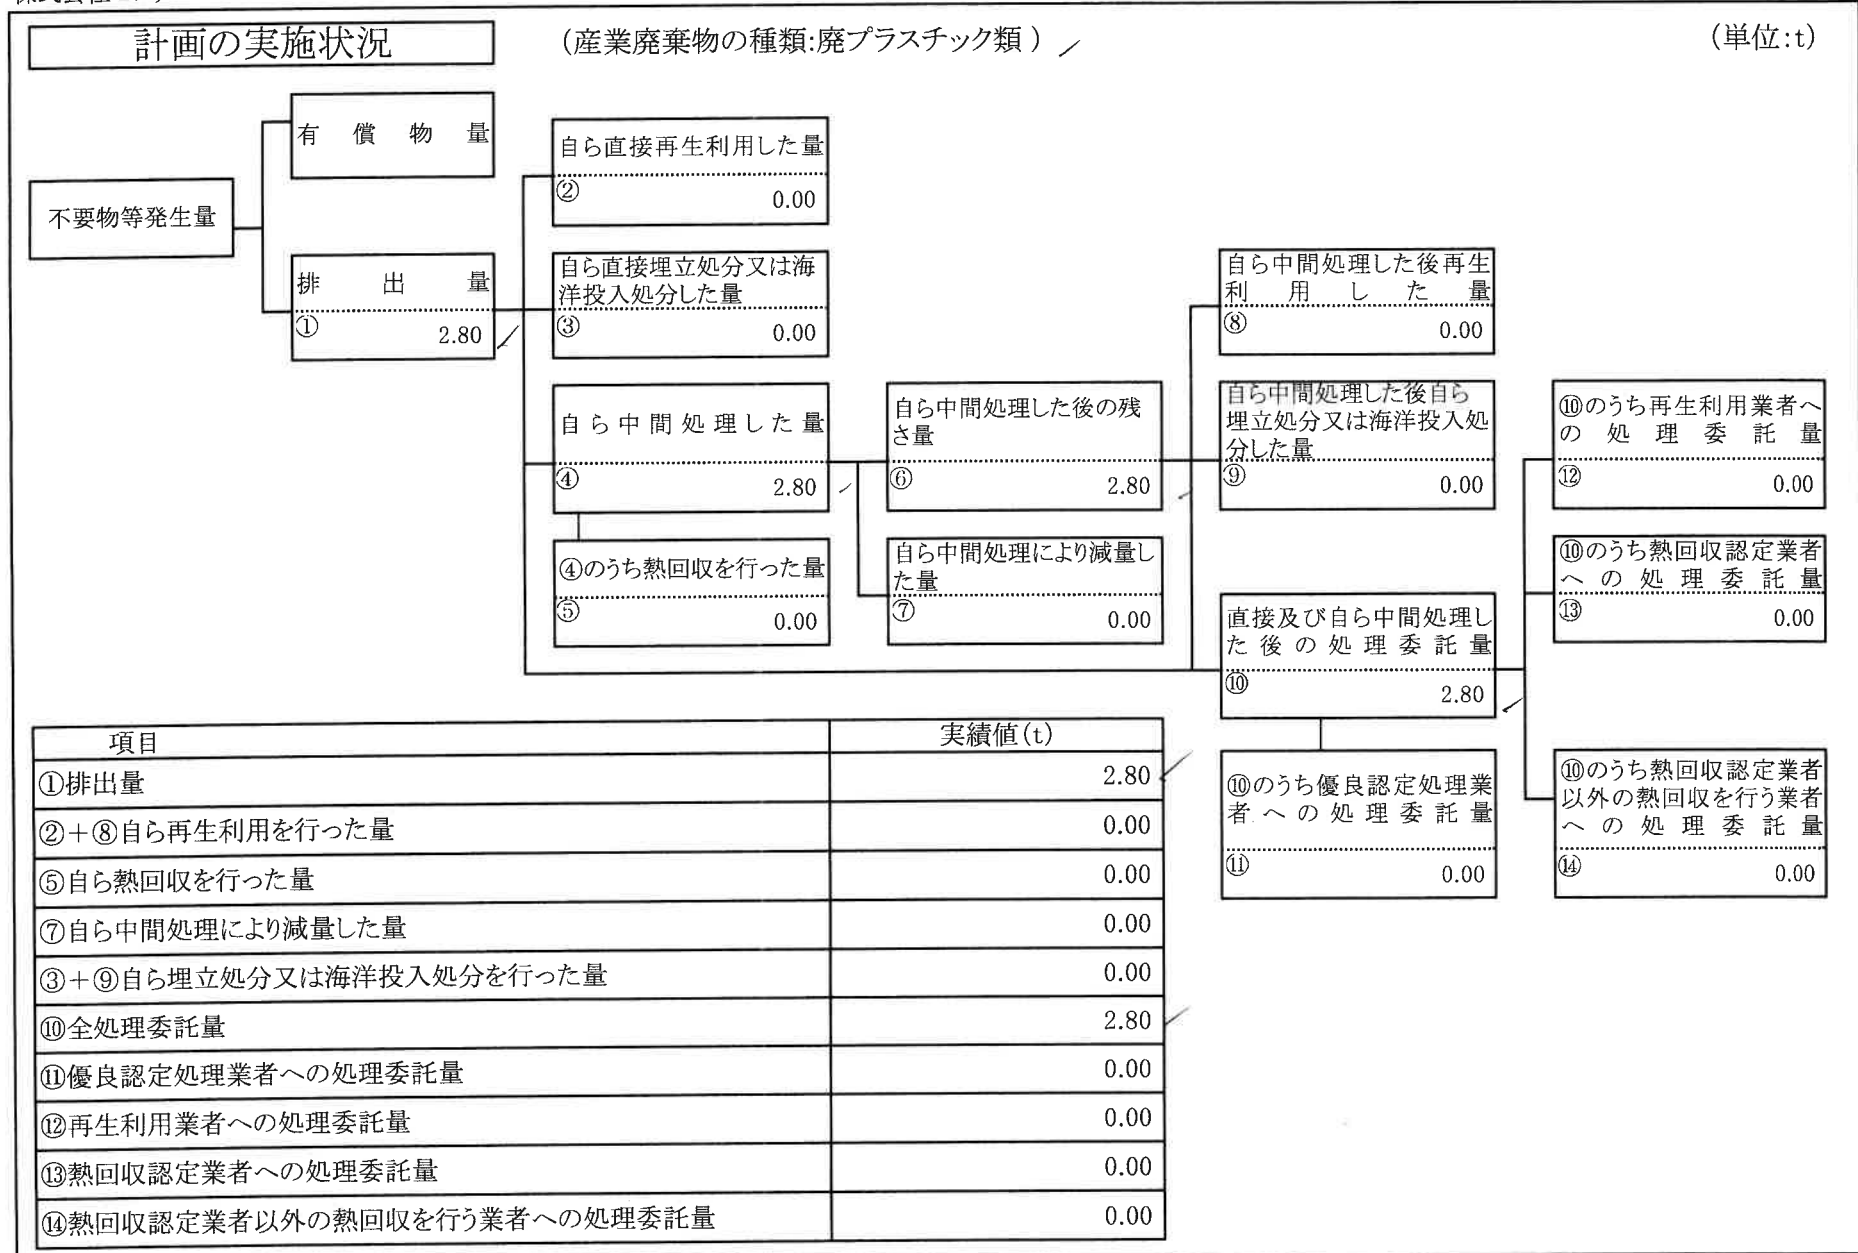 計画の実施状況
(産業廃棄物の種類:廃プラスチック類)
(単位:t)
有償物量
不要物等発生量
排出量
① 2.80
自ら直接再生利用した量
② 0.00
自ら直接埋立処分又は海
洋投入処分した量
③ 0.00
自ら中間処理した量
④ 2.80
④のうち熱回収を行った量
⑤ 0.00
自ら中間処理した後の残
さ量
⑥ 2.80
自ら中間処理により減量し
た量
⑦ 0.00
自ら中間処理した後再生
利用した量
⑧ 0.00
自ら中間処理した後自ら
埋立処分又は海洋投入処
分した量
⑨ 0.00
直接及び自ら中間処理し
た後の処理委託量
⑩ 2.80
⑩のうち優良認定処理業
者への処理委託量
⑪ 0.00
⑩のうち再生利用業者へ
の処理委託量
⑫ 0.00
⑩のうち熱回収認定業者
への処理委託量
⑬ 0.00
⑩のうち熱回収認定業者
以外の熱回収を行う業者
への処理委託量
⑭ 0.00
項目 実績値(t)
①排出量 2.80
②+⑧自ら再生利用を行った量 0.00
⑤自ら熱回収を行った量 0.00
⑦自ら中間処理により減量した量 0.00
③+⑨自ら埋立処分又は海洋投入処分を行った量 0.00
⑩全処理委託量 2.80
⑪優良認定処理業者への処理委託量 0.00
⑫再生利用業者への処理委託量 0.00
⑬熱回収認定業者への処理委託量 0.00
⑭熱回収認定業者以外の熱回収を行う業者への処理委託量 0.00